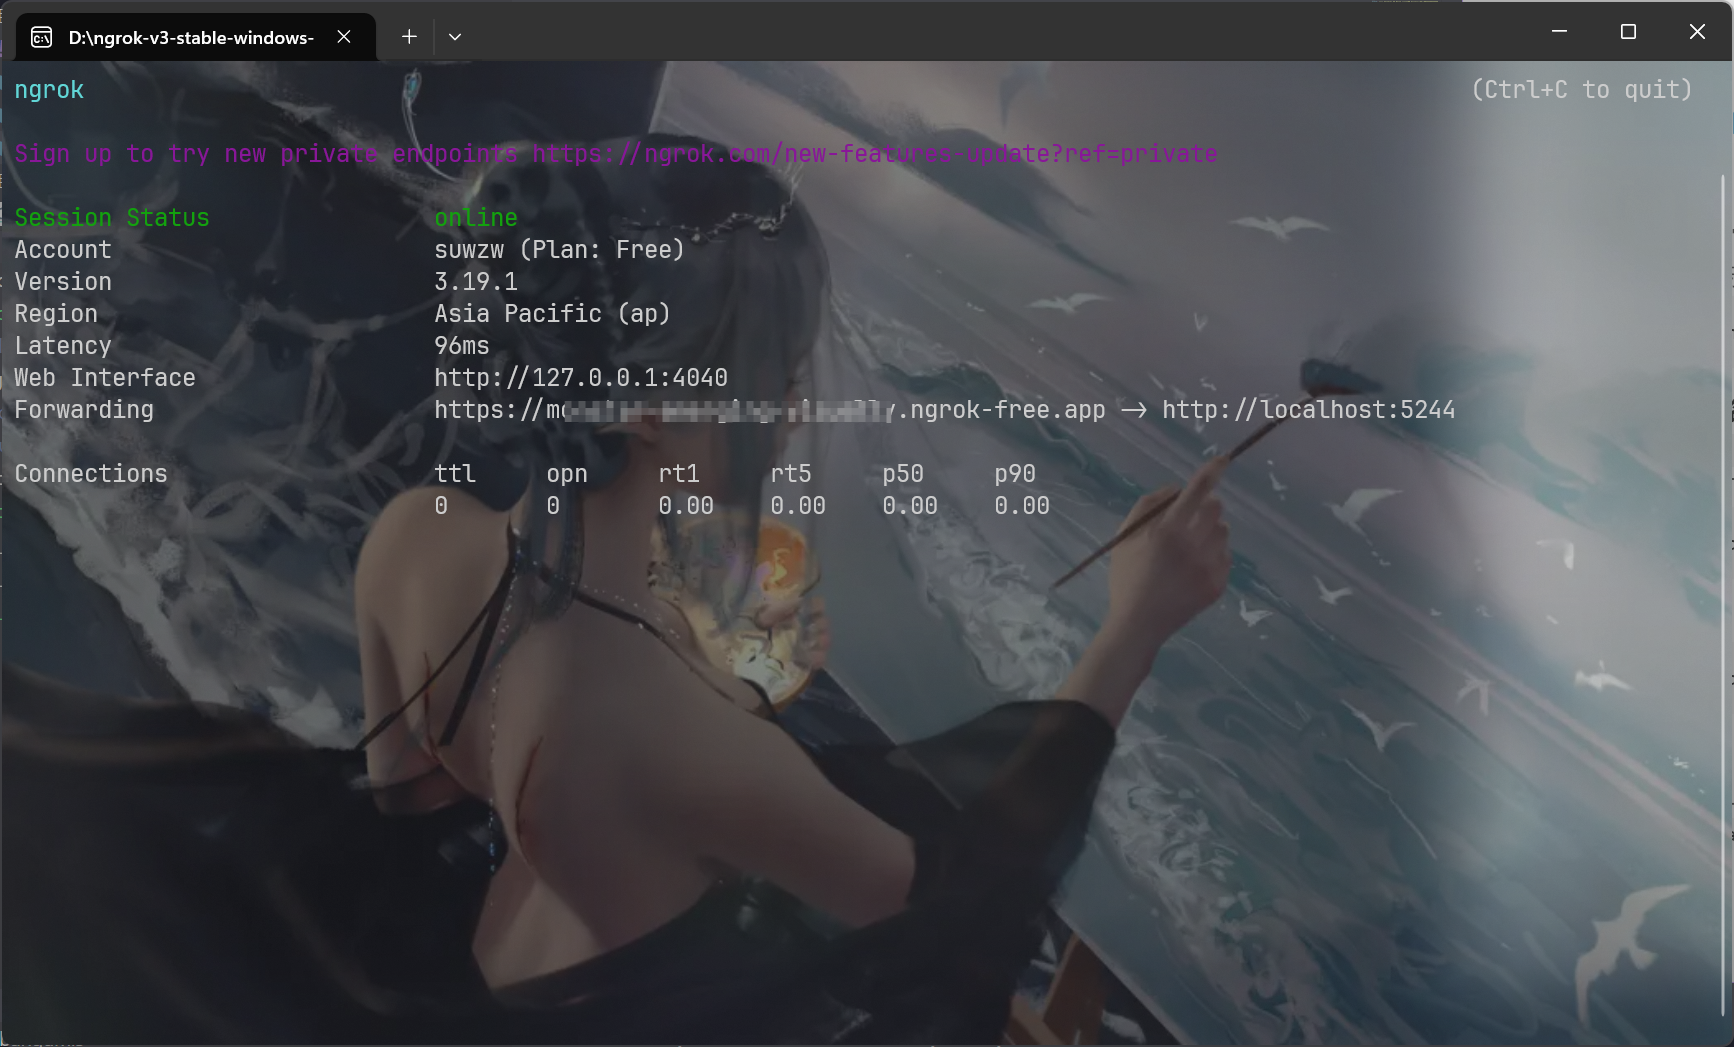 D:\ngrok-v3-stable-windows-
ngrok (Ctrl+C to quit)
Sign up to try new private endpoints https://ngrok.com/new-features-update?ref=private
Session Status online
Account suwzw (Plan: Free)
Version 3.19.1
Region Asia Pacific (ap)
Latency 96ms
Web Interface http://127.0.0.1:4040
Forwarding .ngrok-free.app -> http://localhost:5244
Connections ttl opn rt1 rt5 p50 p90
0 0 0.00 0.00 0.00 0.00